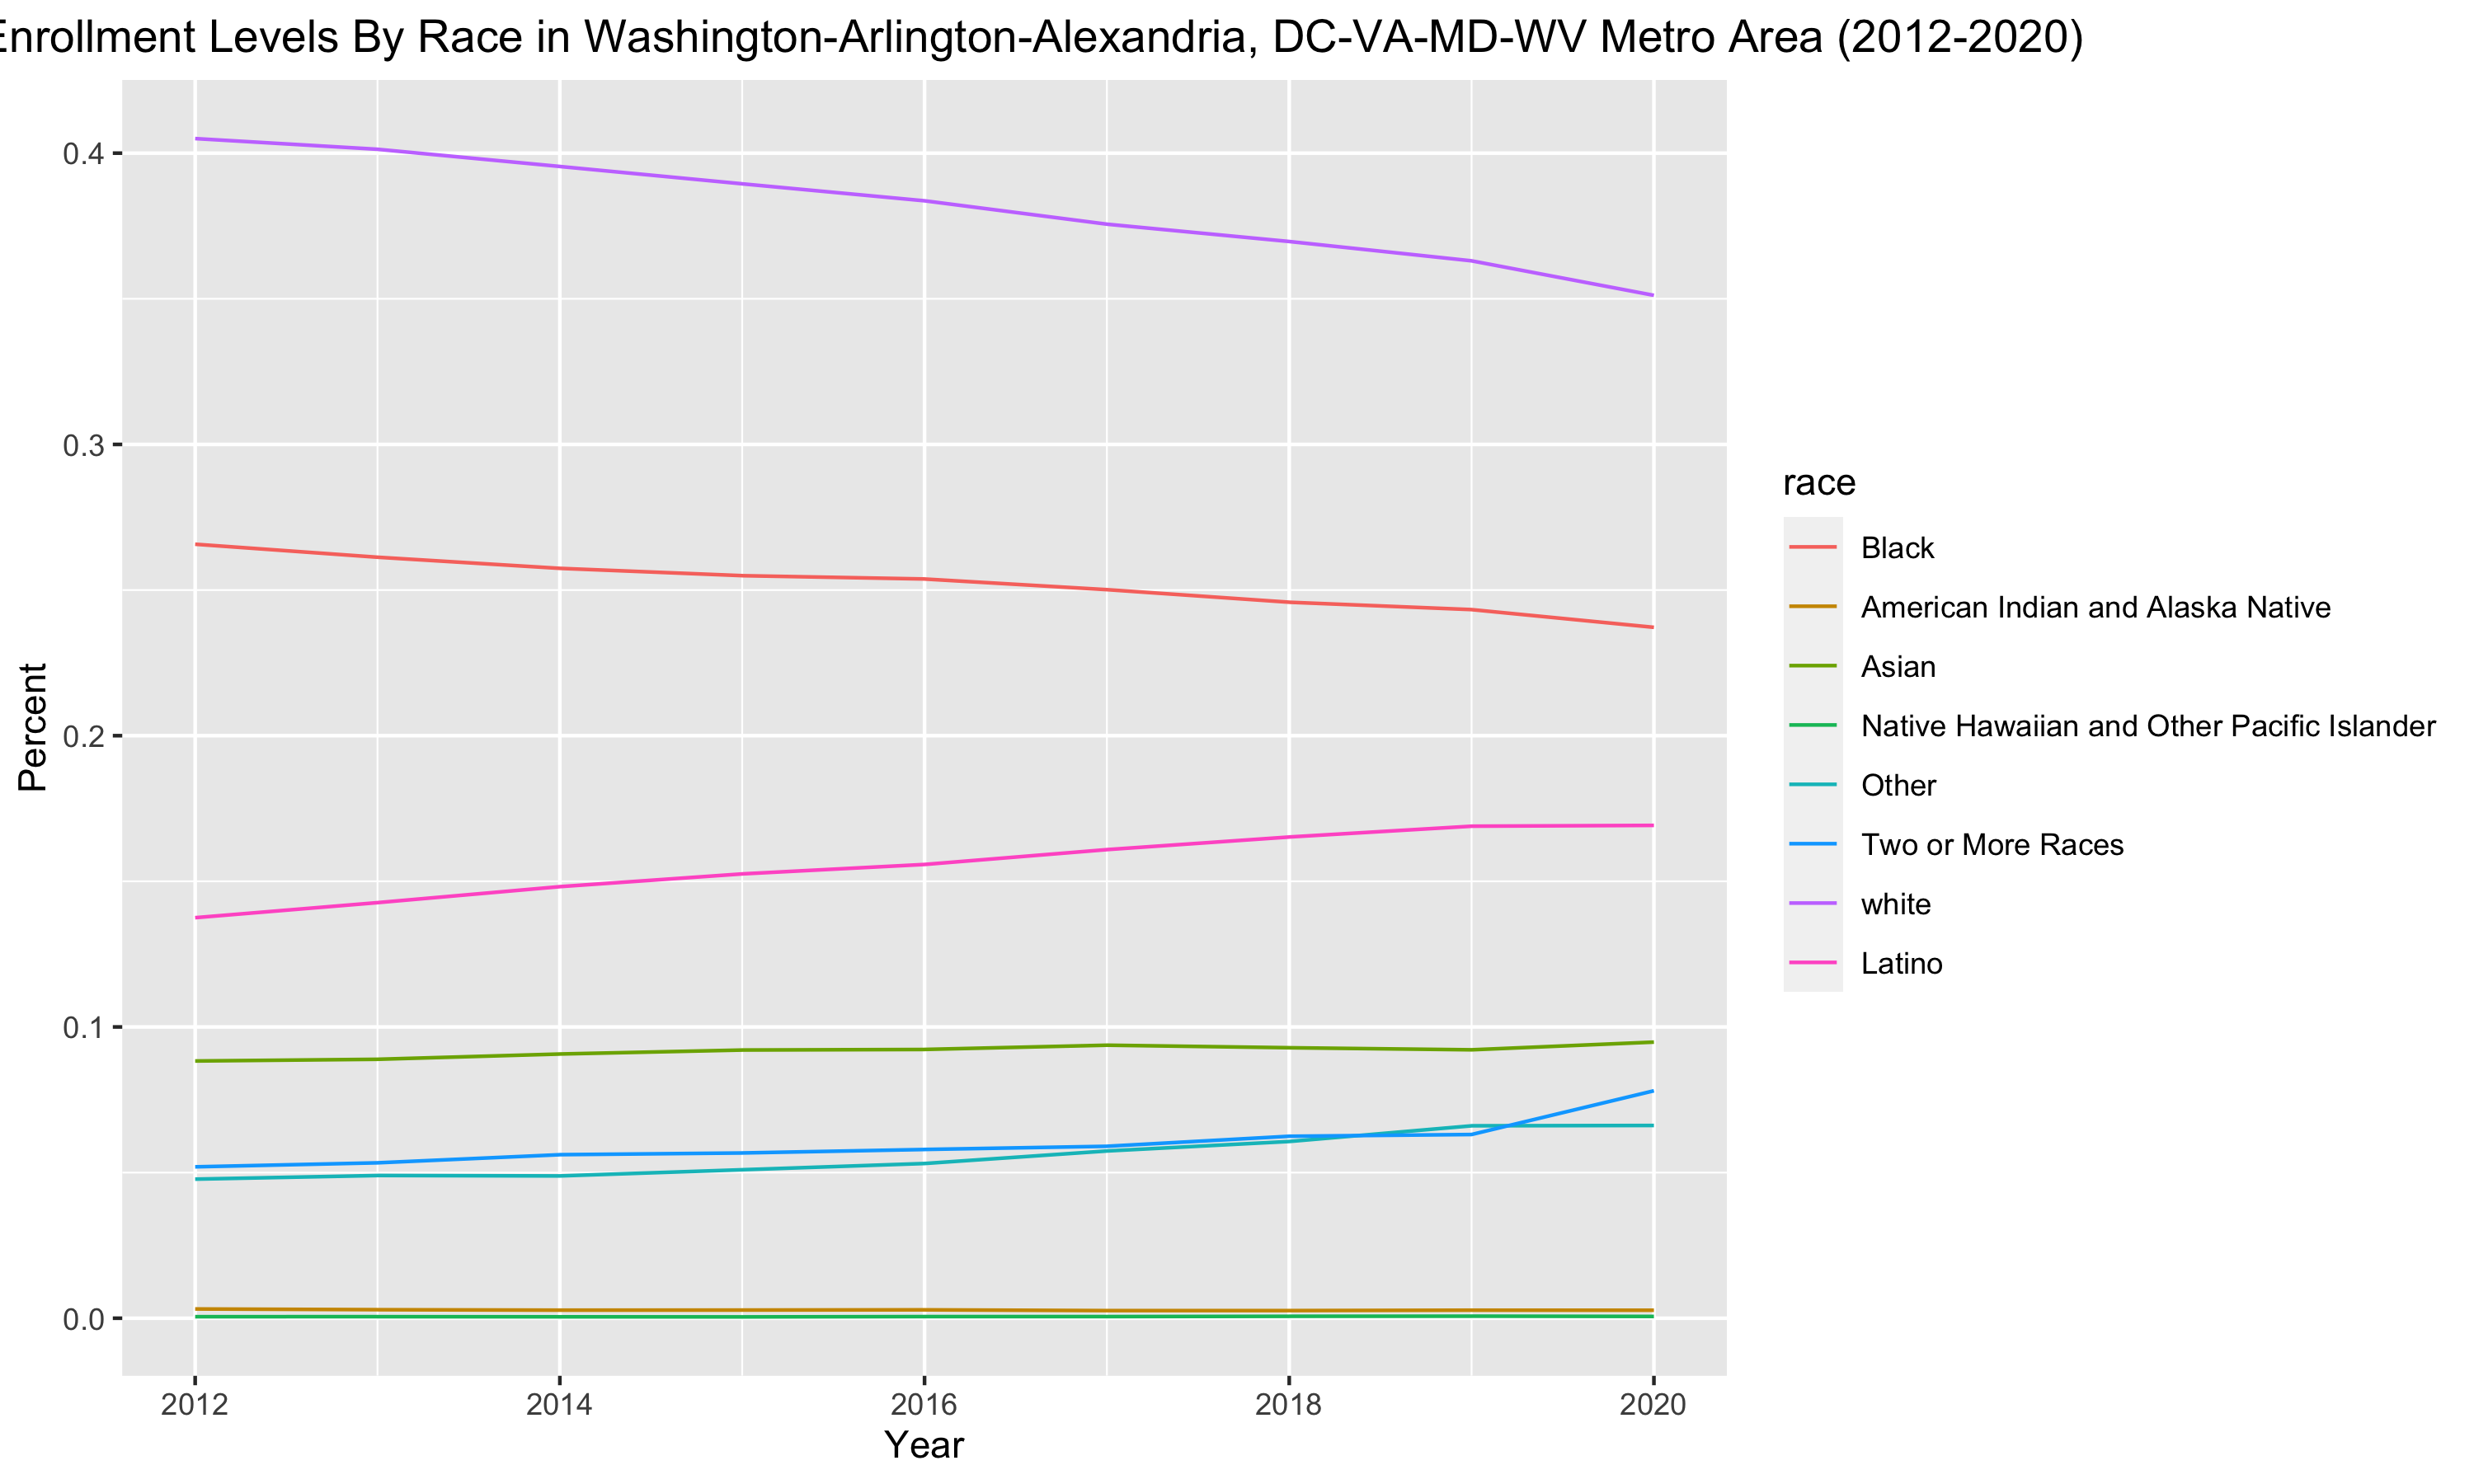 Enrollment Levels By Race in Washington-Arlington-Alexandria, DC-VA-MD-WV Metro Area (2012-2020)
0.4
0.3
0.2
0.1
0.0
Percent
2012
2014
2016
2018
2020
Year
race
Black
American Indian and Alaska Native
Asian
Native Hawaiian and Other Pacific Islander
Other
Two or More Races
white
Latino